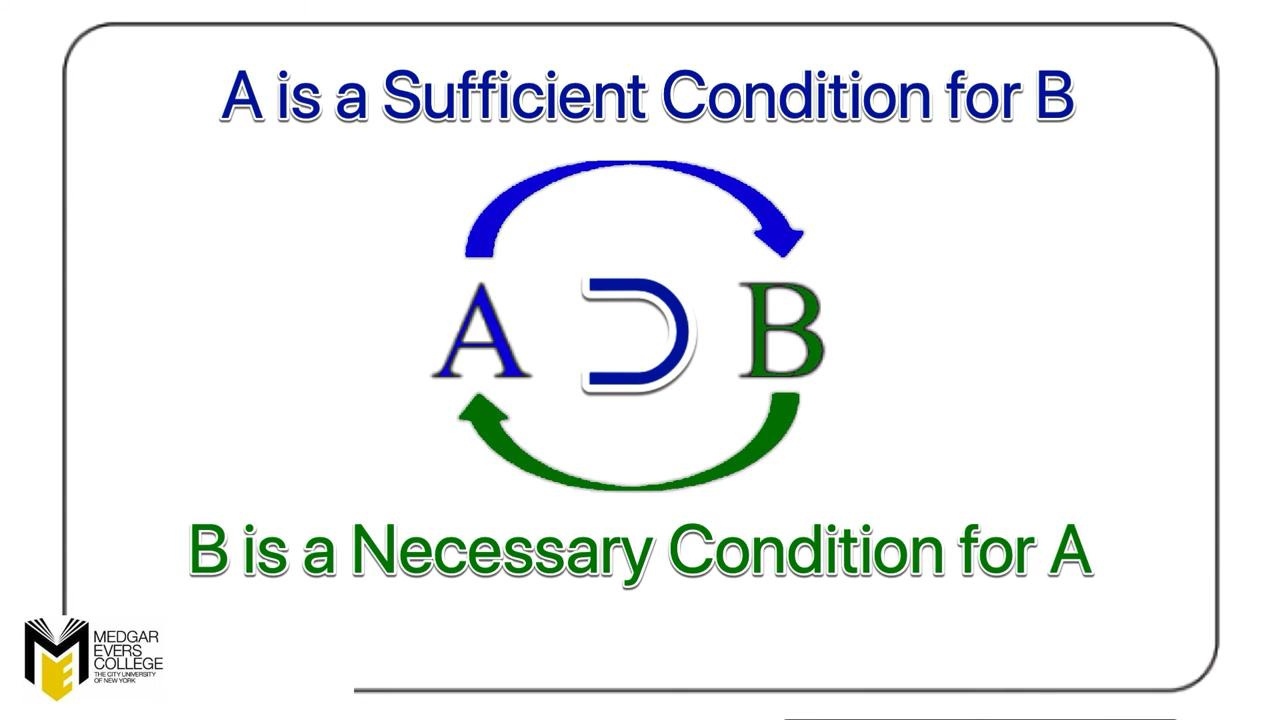 A is a Sufficient Condition for B
A ⊃ B
B is a Necessary Condition for A
MEDGAR
EVERS
COLLEGE
THE CITY UNIVERSITY
OF NEW YORK